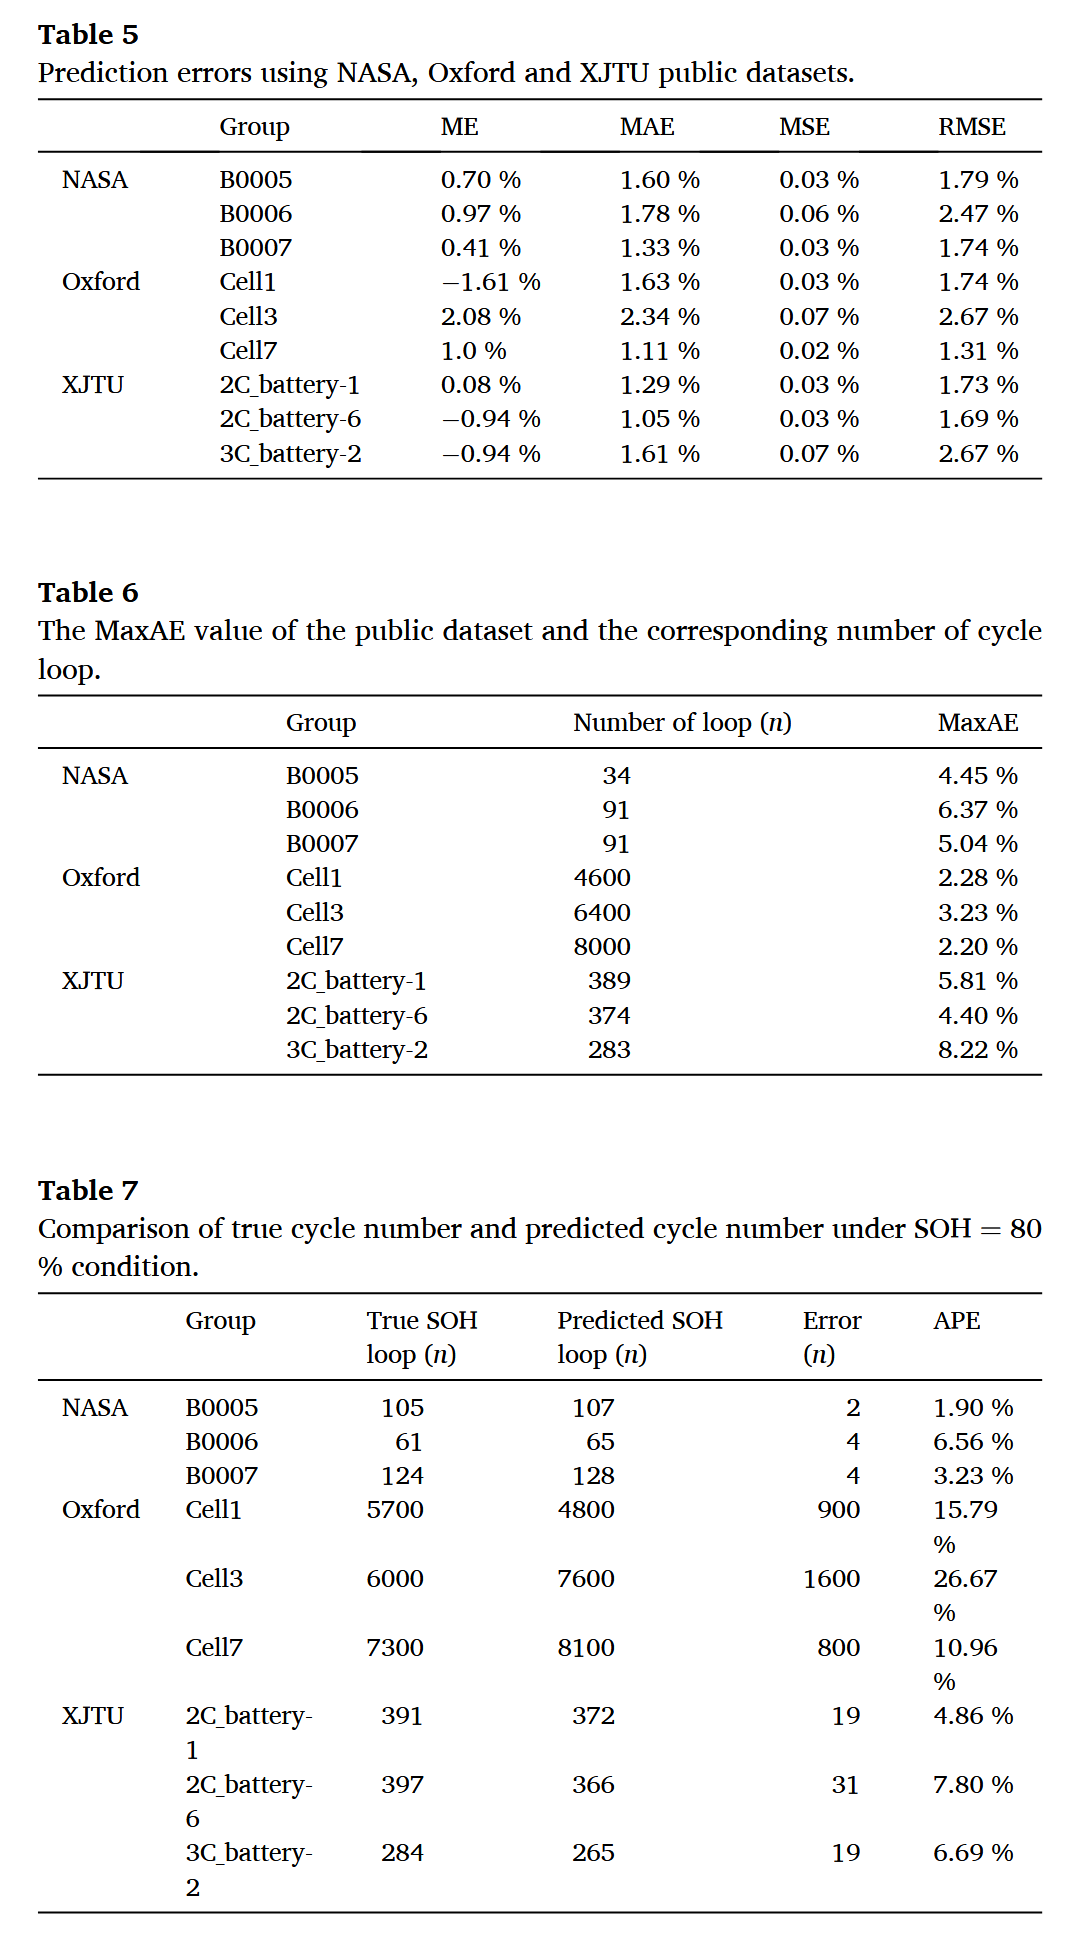 Table 5
Prediction errors using NASA, Oxford and XJTU public datasets.
Group ME MAE MSE RMSE
NASA B0005 0.70 % 1.60 % 0.03 % 1.79 %
B0006 0.97 % 1.78 % 0.06 % 2.47 %
B0007 0.41 % 1.33 % 0.03 % 1.74 %
Oxford Cell1 −1.61 % 1.63 % 0.03 % 1.74 %
Cell3 2.08 % 2.34 % 0.07 % 2.67 %
Cell7 1.0 % 1.11 % 0.02 % 1.31 %
XJTU 2C_battery-1 0.08 % 1.29 % 0.03 % 1.73 %
2C_battery-6 −0.94 % 1.05 % 0.03 % 1.69 %
3C_battery-2 −0.94 % 1.61 % 0.07 % 2.67 %
Table 6
The MaxAE value of the public dataset and the corresponding number of cycle
loop.
Group Number of loop (n) MaxAE
NASA B0005 34 4.45 %
B0006 91 6.37 %
B0007 91 5.04 %
Oxford Cell1 4600 2.28 %
Cell3 6400 3.23 %
Cell7 8000 2.20 %
XJTU 2C_battery-1 389 5.81 %
2C_battery-6 374 4.40 %
3C_battery-2 283 8.22 %
Table 7
Comparison of true cycle number and predicted cycle number under SOH = 80
% condition.
Group True SOH Predicted SOH Error APE
loop (n) loop (n) (n)
NASA B0005 105 107 2 1.90 %
B0006 61 65 4 6.56 %
B0007 124 128 4 3.23 %
Oxford Cell1 5700 4800 900 15.79
%
Cell3 6000 7600 1600 26.67
%
Cell7 7300 8100 800 10.96
%
XJTU 2C_battery- 391 372 19 4.86 %
1
2C_battery- 397 366 31 7.80 %
6
3C_battery- 284 265 19 6.69 %
2